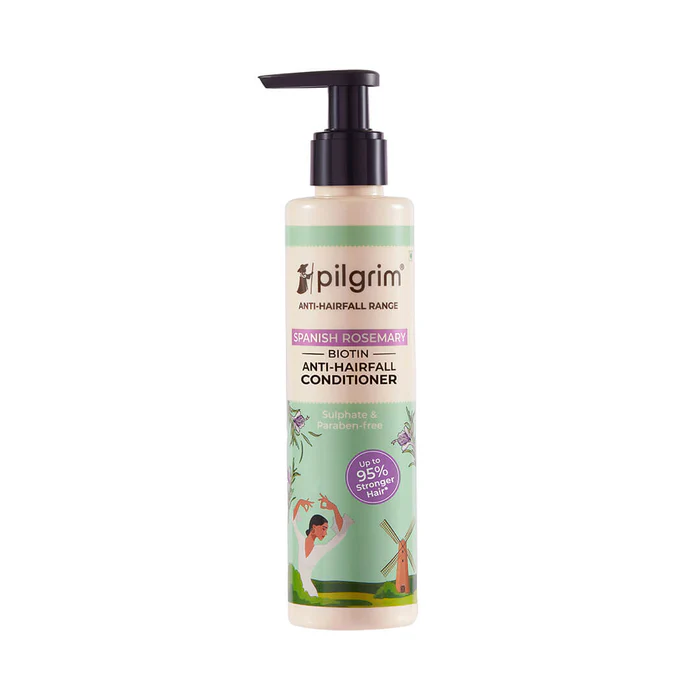 pilgrim®
ANTI-HAIRFALL RANGE
SPANISH ROSEMARY
BIOTIN
ANTI-HAIRFALL
CONDITIONER
Sulphate &
Paraben-free
Up to
95%
Stronger
Hair*